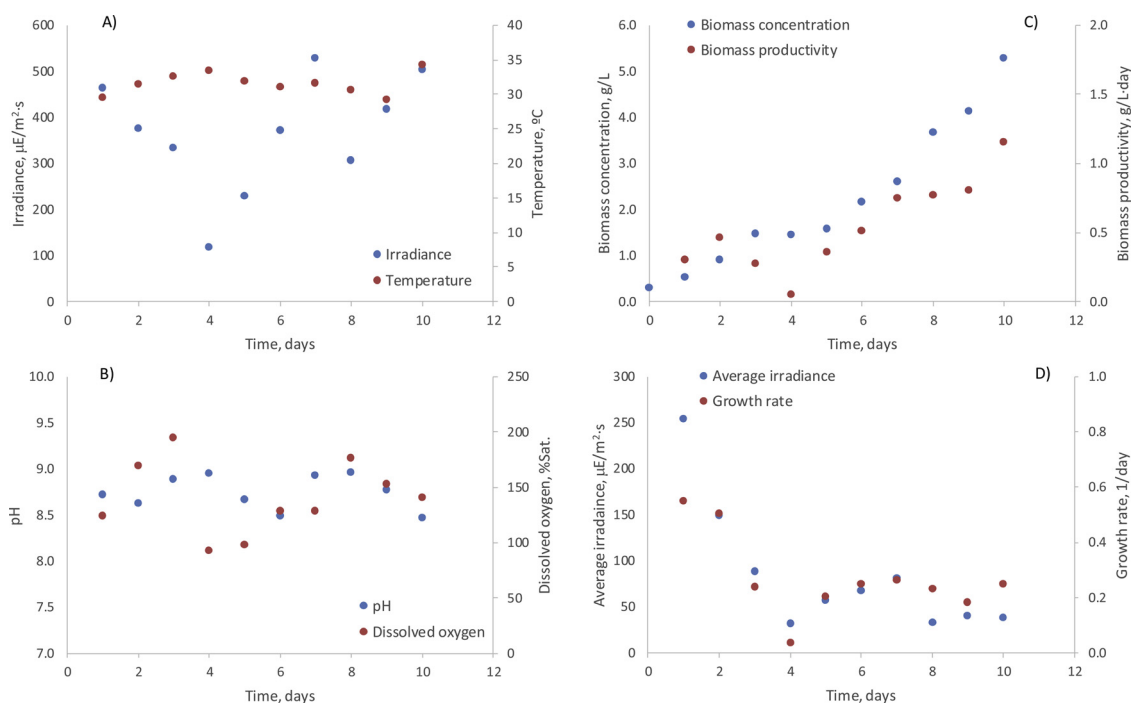 A)
600
500
400
300
200
100
0
Irradiance, µE/m²·s
40
35
30
25
20
15
10
5
0
Temperature, ºC
Irradiance
Temperature
0 2 4 6 8 10 12
Time, days
C)
6.0
5.0
4.0
3.0
2.0
1.0
0.0
Biomass concentration, g/L
2.0
1.5
1.0
0.5
0.0
Biomass productivity, g/L·day
Biomass concentration
Biomass productivity
0 2 4 6 8 10 12
Time, days
B)
10.0
9.5
9.0
8.5
8.0
7.5
7.0
pH
250
200
150
100
50
0
Dissolved oxygen, %Sat.
pH
Dissolved oxygen
0 2 4 6 8 10 12
Time, days
D)
300
250
200
150
100
50
0
Average irradaince, µE/m²·s
1.0
0.8
0.6
0.4
0.2
0.0
Growth rate, 1/day
Average irradiance
Growth rate
0 2 4 6 8 10 12
Time, days